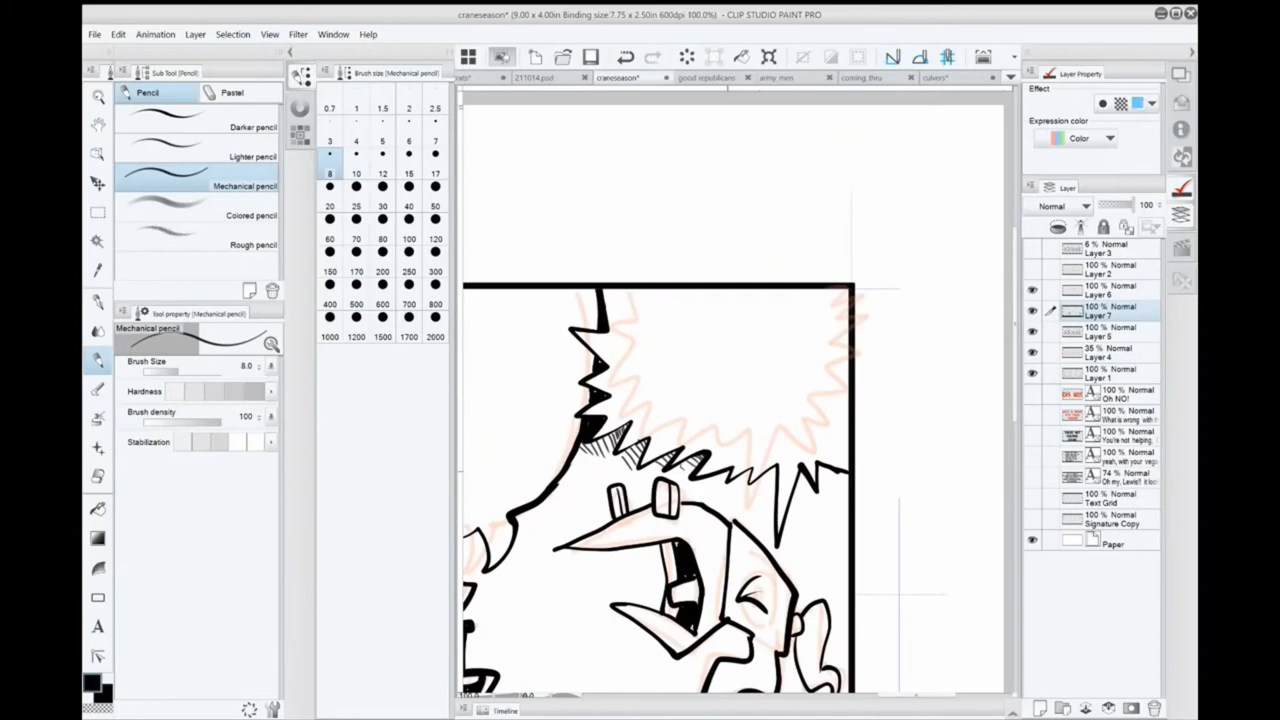 craneseason* (9.00 x 4.00in Binding size:7.75 x 2.50in 600dpi 100.0%) - CLIP STUDIO PAINT PRO
File Edit Animation Layer Selection View Filter Window Help
Sub Tool [Pencil]
Brush size [Mechanical pencil]
211014.psd craneseason* good republicans army men coming thru culvers*
Layer Property
Pencil Pastel
Darker pencil
Lighter pencil
Mechanical pencil
Colored pencil
Rough pencil
0.7 1 1.5 2 2.5
3 4 5 6 7
8 10 12 15 17
20 25 30 40 50
60 70 80 100 120
150 170 200 250 300
400 500 600 700 800
1000 1200 1500 1700 2000
Tool property [Mechanical pencil]
Mechanical pencil
Brush Size 8.0
Hardness
Brush density 100
Stabilization
Effect
Expression color
Color
Layer
Normal 100
6 % Normal
Layer 3
100 % Normal
Layer 2
100 % Normal
Layer 6
100 % Normal
Layer 7
100 % Normal
Layer 5
35 % Normal
Layer 4
100 % Normal
Layer 1
100 % Normal
Oh NO!
100 % Normal
What is wrong with
100 % Normal
You're not helping,
100 % Normal
yeah, with your vega
74 % Normal
Oh my, Lewis!! it loo
100 % Normal
Text Grid
100 % Normal
Signature Copy
Paper
Timeline